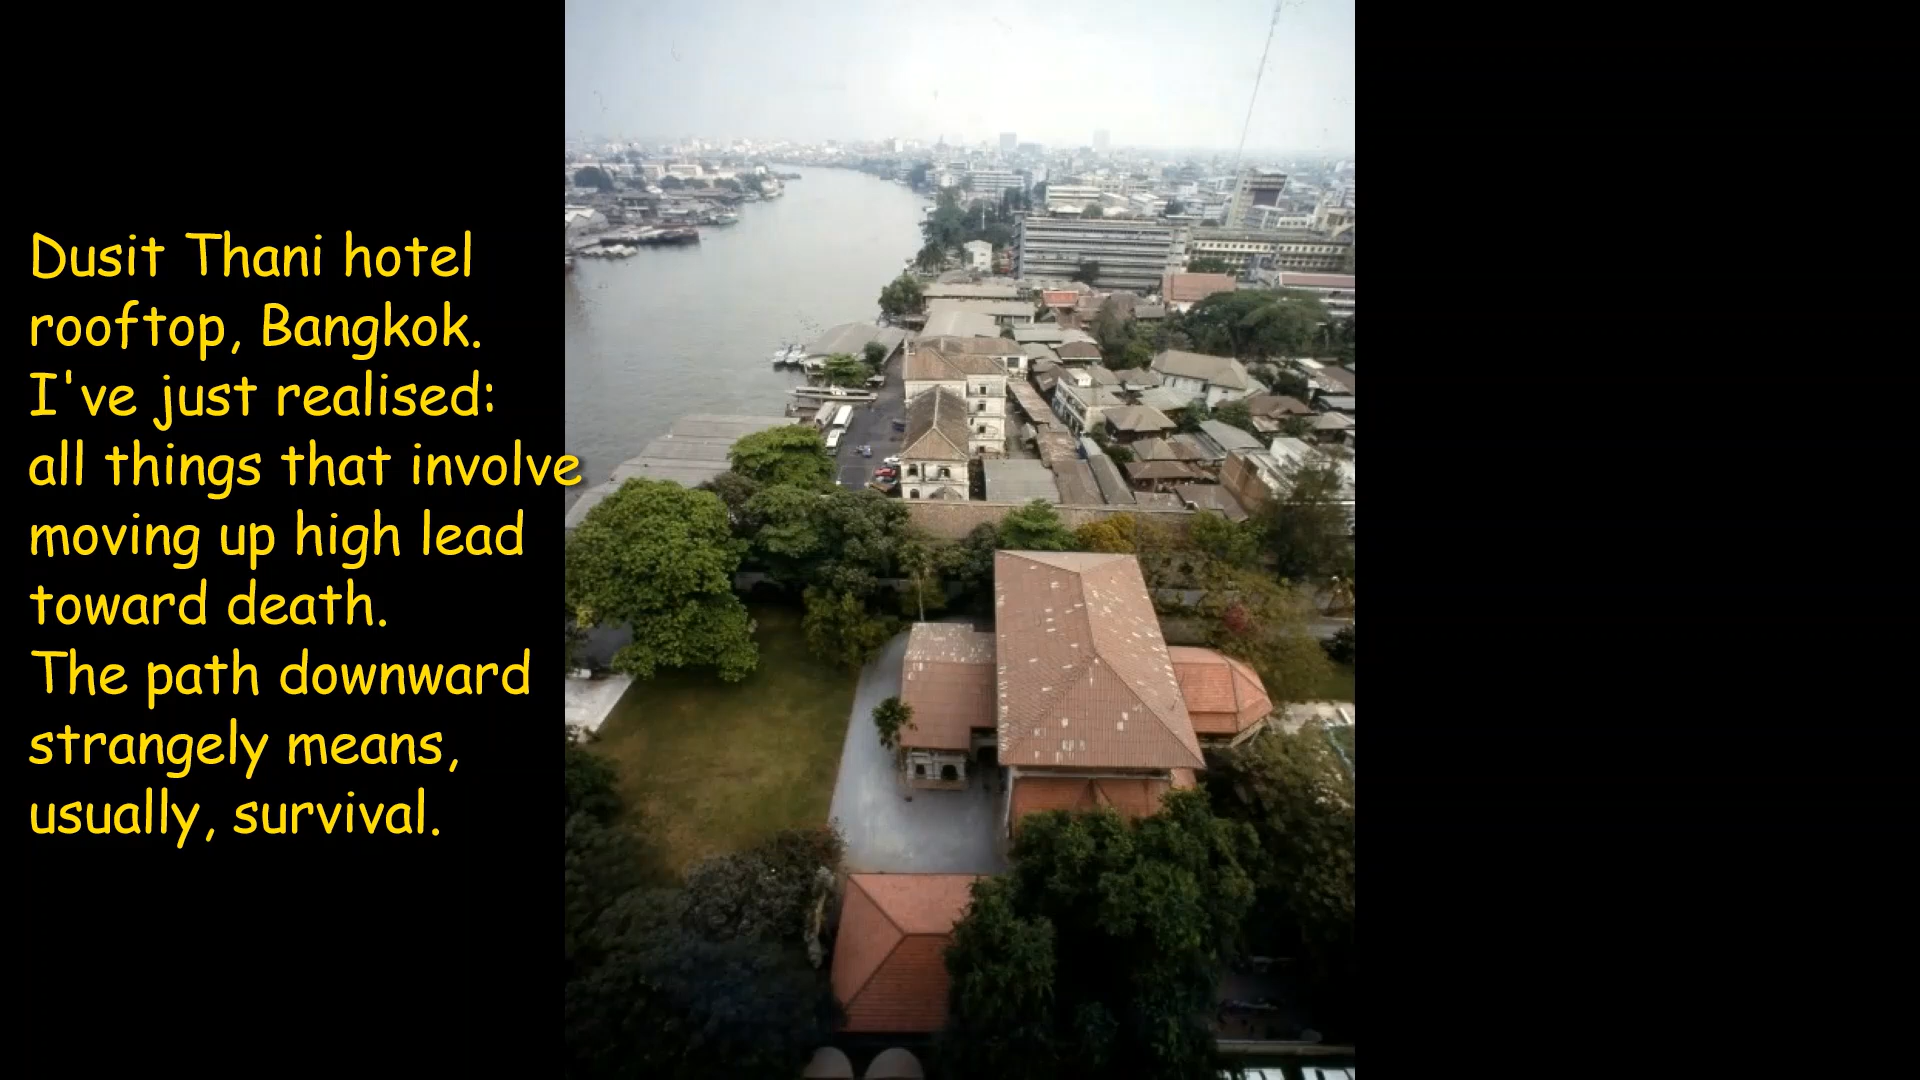 Dusit Thani hotel
rooftop, Bangkok.
I've just realised:
all things that involve
moving up high lead
toward death.
The path downward
strangely means,
usually, survival.